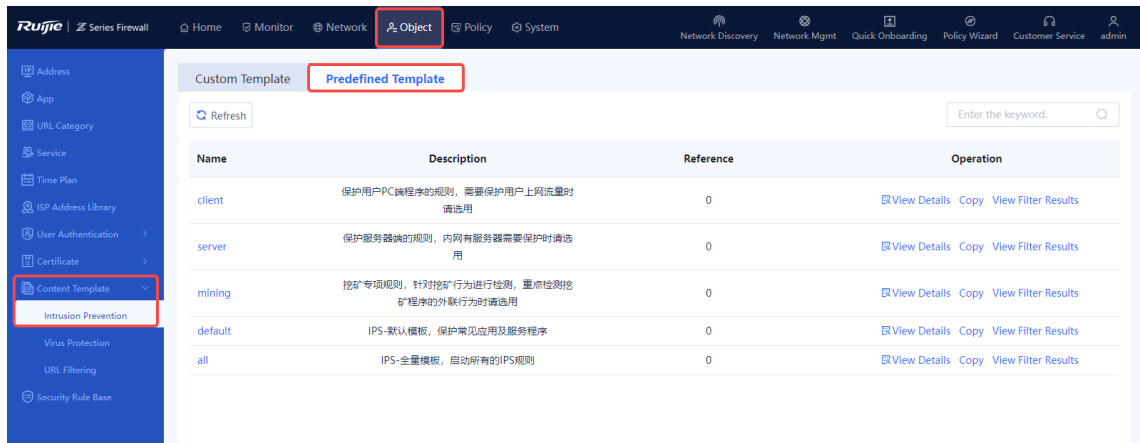 Ruijie | Z Series Firewall
Home Monitor Network Object Policy System
Network Discovery Network Mgmt Quick Onboarding Policy Wizard Customer Service admin
Address
App
URL Category
Service
Time Plan
ISP Address Library
User Authentication
Certificate
Content Template
Intrusion Prevention
Virus Protection
URL Filtering
Security Rule Base
Custom Template Predefined Template
Refresh Enter the keyword.
Name Description Reference Operation
client 保护用户PC端程序的规则，需要保护用户上网流量时
请选用 0 View Details Copy View Filter Results
server 保护服务器端的规则，内网有服务器需要保护时请选
用 0 View Details Copy View Filter Results
mining 挖矿专项规则，针对挖矿行为进行检测，重点检测挖
矿程序的外联行为时请选用 0 View Details Copy View Filter Results
default IPS-默认模板，保护常见应用及服务程序 0 View Details Copy View Filter Results
all IPS-全量模板，启动所有的IPS规则 0 View Details Copy View Filter Results